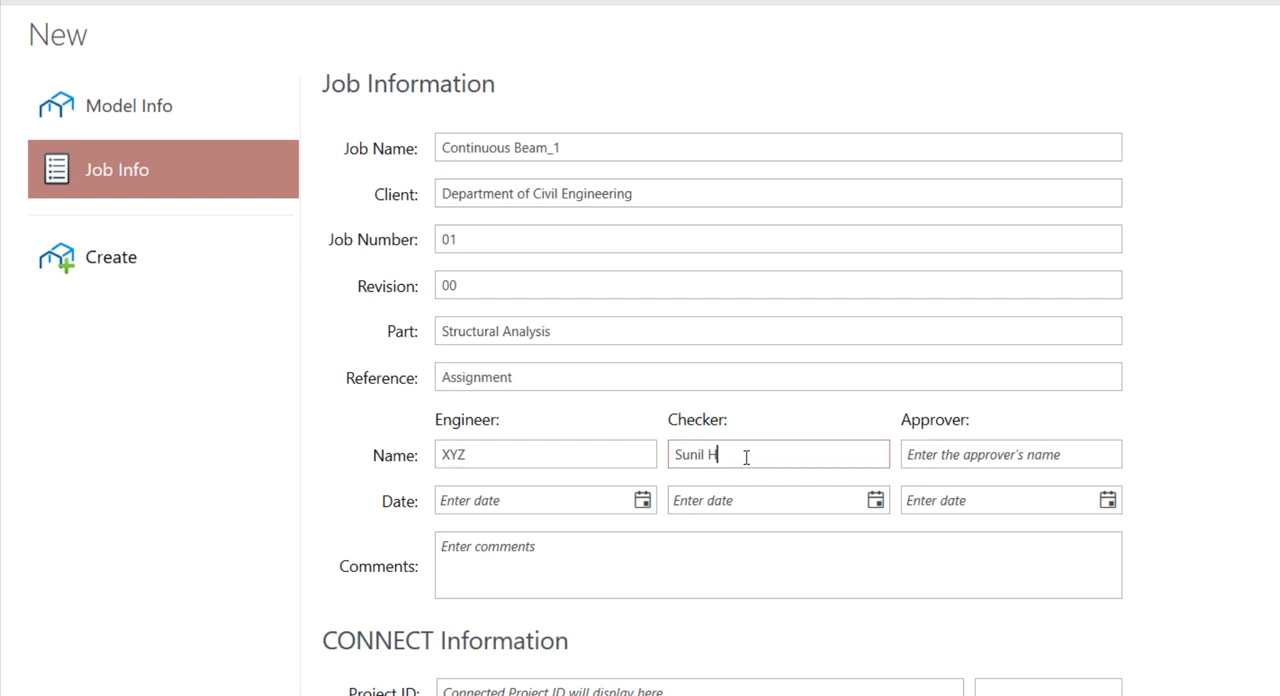 New
Model Info
Job Info
Create
Job Information
Job Name: Continuous Beam_1
Client: Department of Civil Engineering
Job Number: 01
Revision: 00
Part: Structural Analysis
Reference: Assignment
Engineer: Checker: Approver:
Name: XYZ Sunil H Enter the approver's name
Date: Enter date Enter date Enter date
Comments: Enter comments
CONNECT Information
Project ID: Connected Project ID will display here